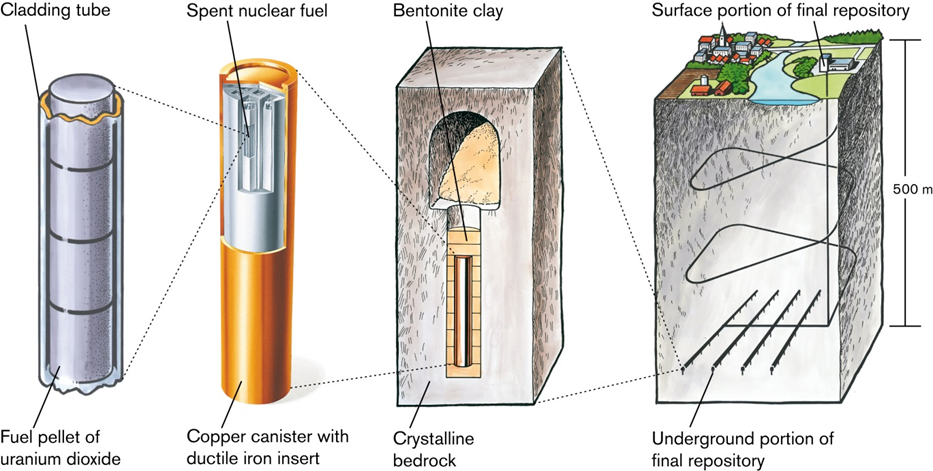 Cladding tube
Spent nuclear fuel
Bentonite clay
Surface portion of final repository
500 m
Fuel pellet of
uranium dioxide
Copper canister with
ductile iron insert
Crystalline
bedrock
Underground portion of
final repository